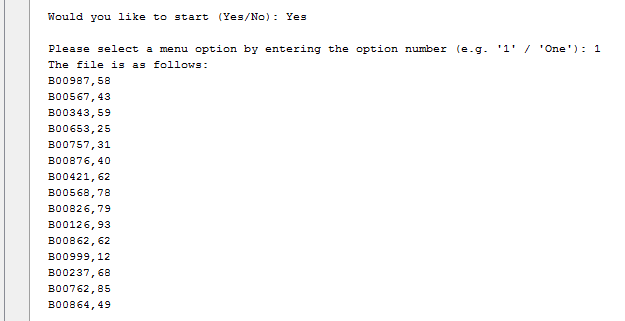 Would you like to start (Yes/No): Yes
Please select a menu option by entering the option number (e.g. '1' / 'One'): 1
The file is as follows:
B00987,58
B00567,43
B00343,59
B00653,25
B00757,31
B00876,40
B00421,62
B00568,78
B00826,79
B00126,93
B00862,62
B00999,12
B00237,68
B00762,85
B00864,49